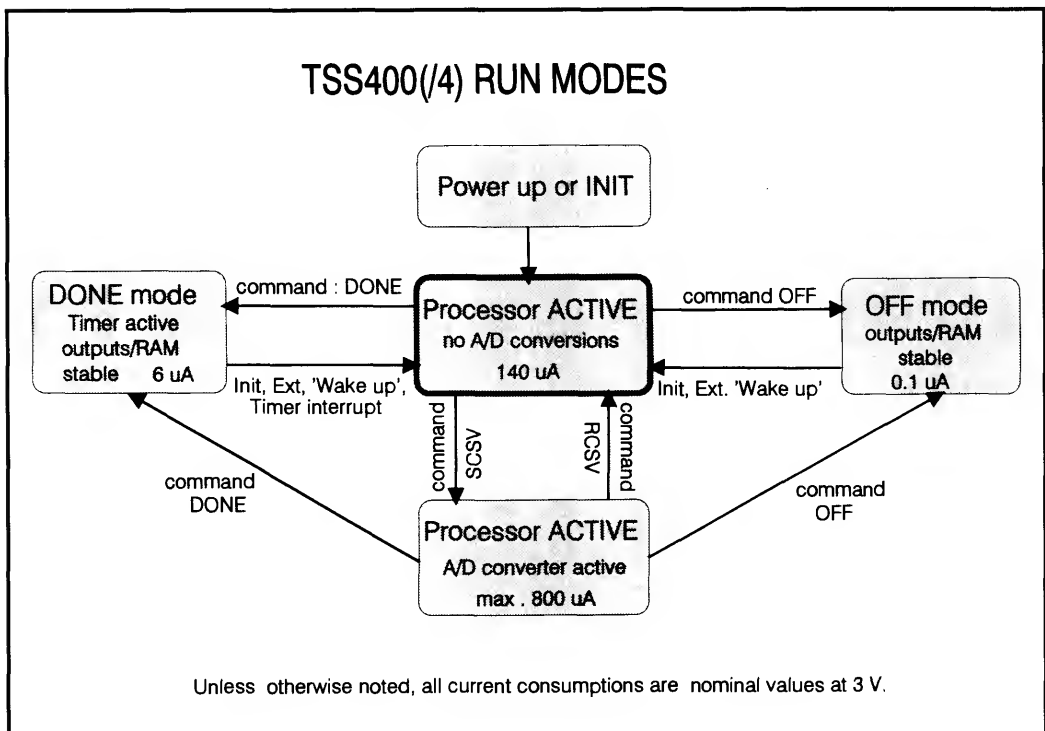 TSS400(/4) RUN MODES
Power up or INIT
DONE mode
Timer active
outputs/RAM
stable 6 uA
command : DONE
Init, Ext, 'Wake up',
Timer interrupt
Processor ACTIVE
no A/D conversions
140 uA
command OFF
Init, Ext. 'Wake up'
OFF mode
outputs/RAM
stable
0.1 uA
command
SCSV
command
RCSV
command
DONE
command
OFF
Processor ACTIVE
A/D converter active
max . 800 uA
Unless otherwise noted, all current consumptions are nominal values at 3 V.